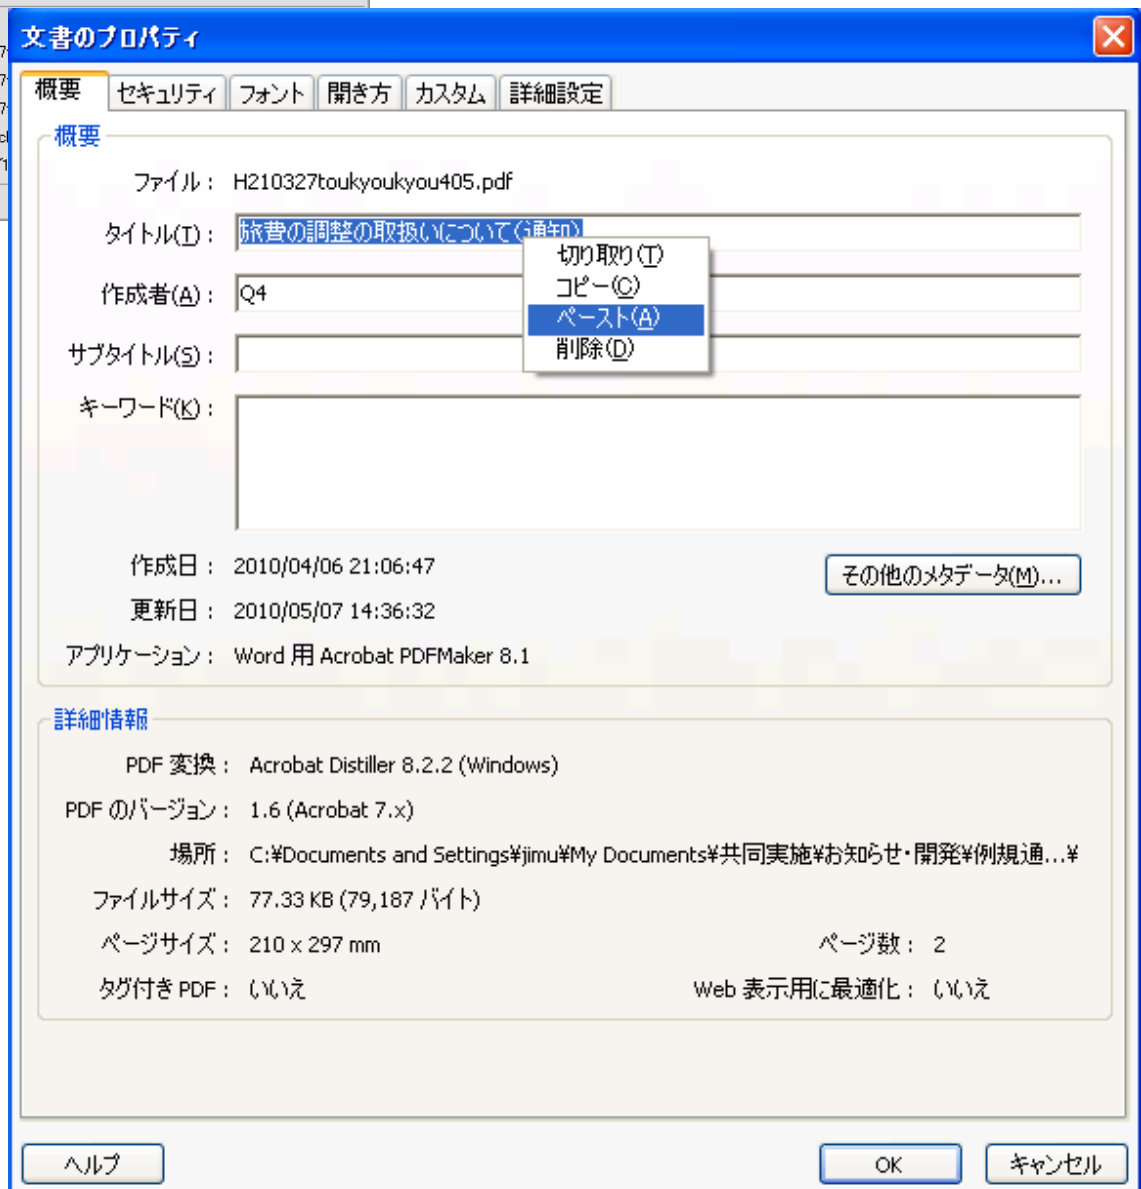 文書のプロパティ
概要 セキュリティ フォント 開き方 カスタム 詳細設定
概要
ファイル： H210327toukyoukyou405.pdf
タイトル(T)： 旅費の調整の取扱いについて(通知)
切り取り(T)
コピー(C)
ペースト(A)
削除(D)
作成者(A)： Q4
サブタイトル(S)：
キーワード(K)：
作成日： 2010/04/06 21:06:47
その他のメタデータ(M)...
更新日： 2010/05/07 14:36:32
アプリケーション： Word 用 Acrobat PDFMaker 8.1
詳細情報
PDF 変換： Acrobat Distiller 8.2.2 (Windows)
PDF のバージョン： 1.6 (Acrobat 7.x)
場所： C:¥Documents and Settings¥jimu¥My Documents¥共同実施¥お知らせ・開発¥例規通...¥
ファイルサイズ： 77.33 KB (79,187 バイト)
ページサイズ： 210 x 297 mm ページ数： 2
タグ付き PDF： いいえ Web 表示用に最適化： いいえ
ヘルプ OK キャンセル